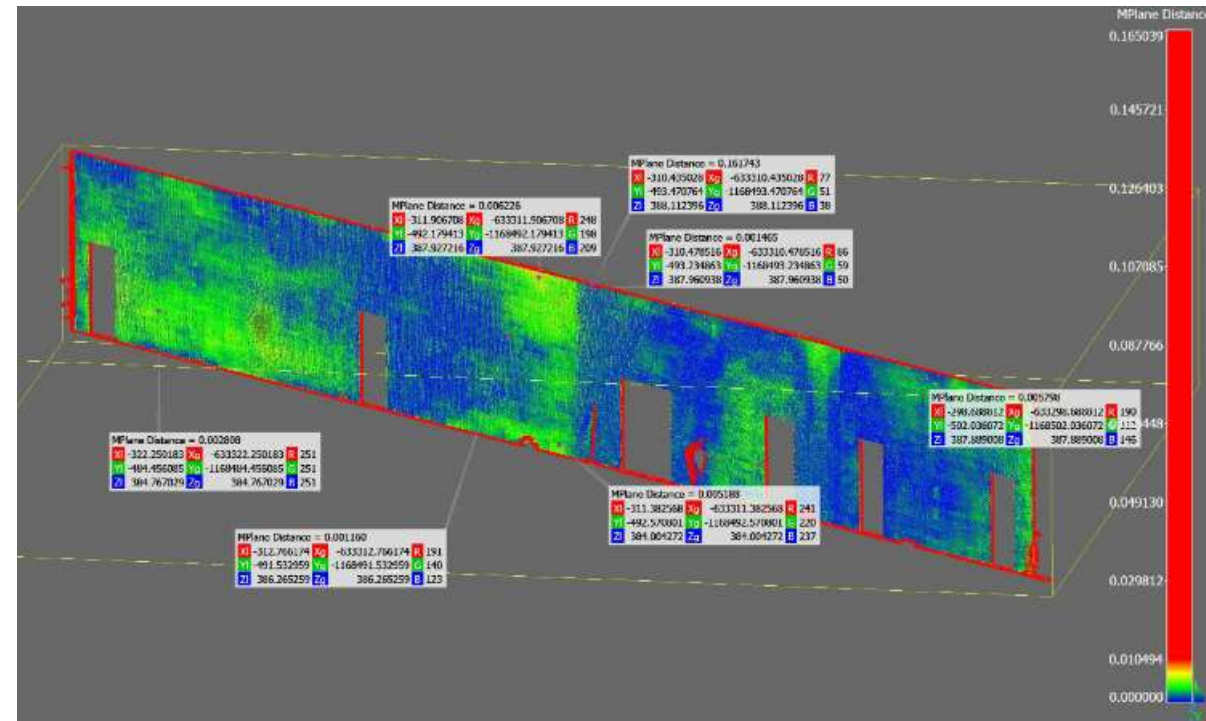 MPlane Distance
0.165039
0.145721
0.126403
0.107085
0.087766
448
0.049130
0.029812
0.010494
0.000000
MPlane Distance = 0.161743
Xl -310.435028 Xg -633310.435028 R 77
Yl -493.470764 Yg -1168493.470764 G 51
Zl 388.112396 Zg 388.112396 B 38
MPlane Distance = 0.006226
Xl -311.906708 Xg -633311.906708 R 248
Yl -492.179413 Yg -1168492.179413 G 198
Zl 387.927216 Zg 387.927216 B 209
MPlane Distance = 0.001465
Xl -310.478516 Xg -633310.478516 R 86
Yl -493.234863 Yg -1168493.234863 G 59
Zl 387.960938 Zg 387.960938 B 50
MPlane Distance = 0.005798
Xl -298.688812 Xg -633298.688812 R 190
Yl -502.036072 Yg -1168502.036072 G
Zl 387.889008 Zg 387.889008 B 146
MPlane Distance = 0.002808
Xl -322.250183 Xg -633322.250183 R 251
Yl -484.456085 Yg -1168484.456085 G 251
Zl 384.767029 Zg 384.767029 B 251
MPlane Distance = 0.005188
Xl -311.382568 Xg -633311.382568 R 241
Yl -492.570801 Yg -1168492.570801 G 220
Zl 384.004272 Zg 384.004272 B 237
MPlane Distance = 0.001160
Xl -312.766174 Xg -633312.766174 R 191
Yl -491.532959 Yg -1168491.532959 G 140
Zl 386.265259 Zg 386.265259 B 123